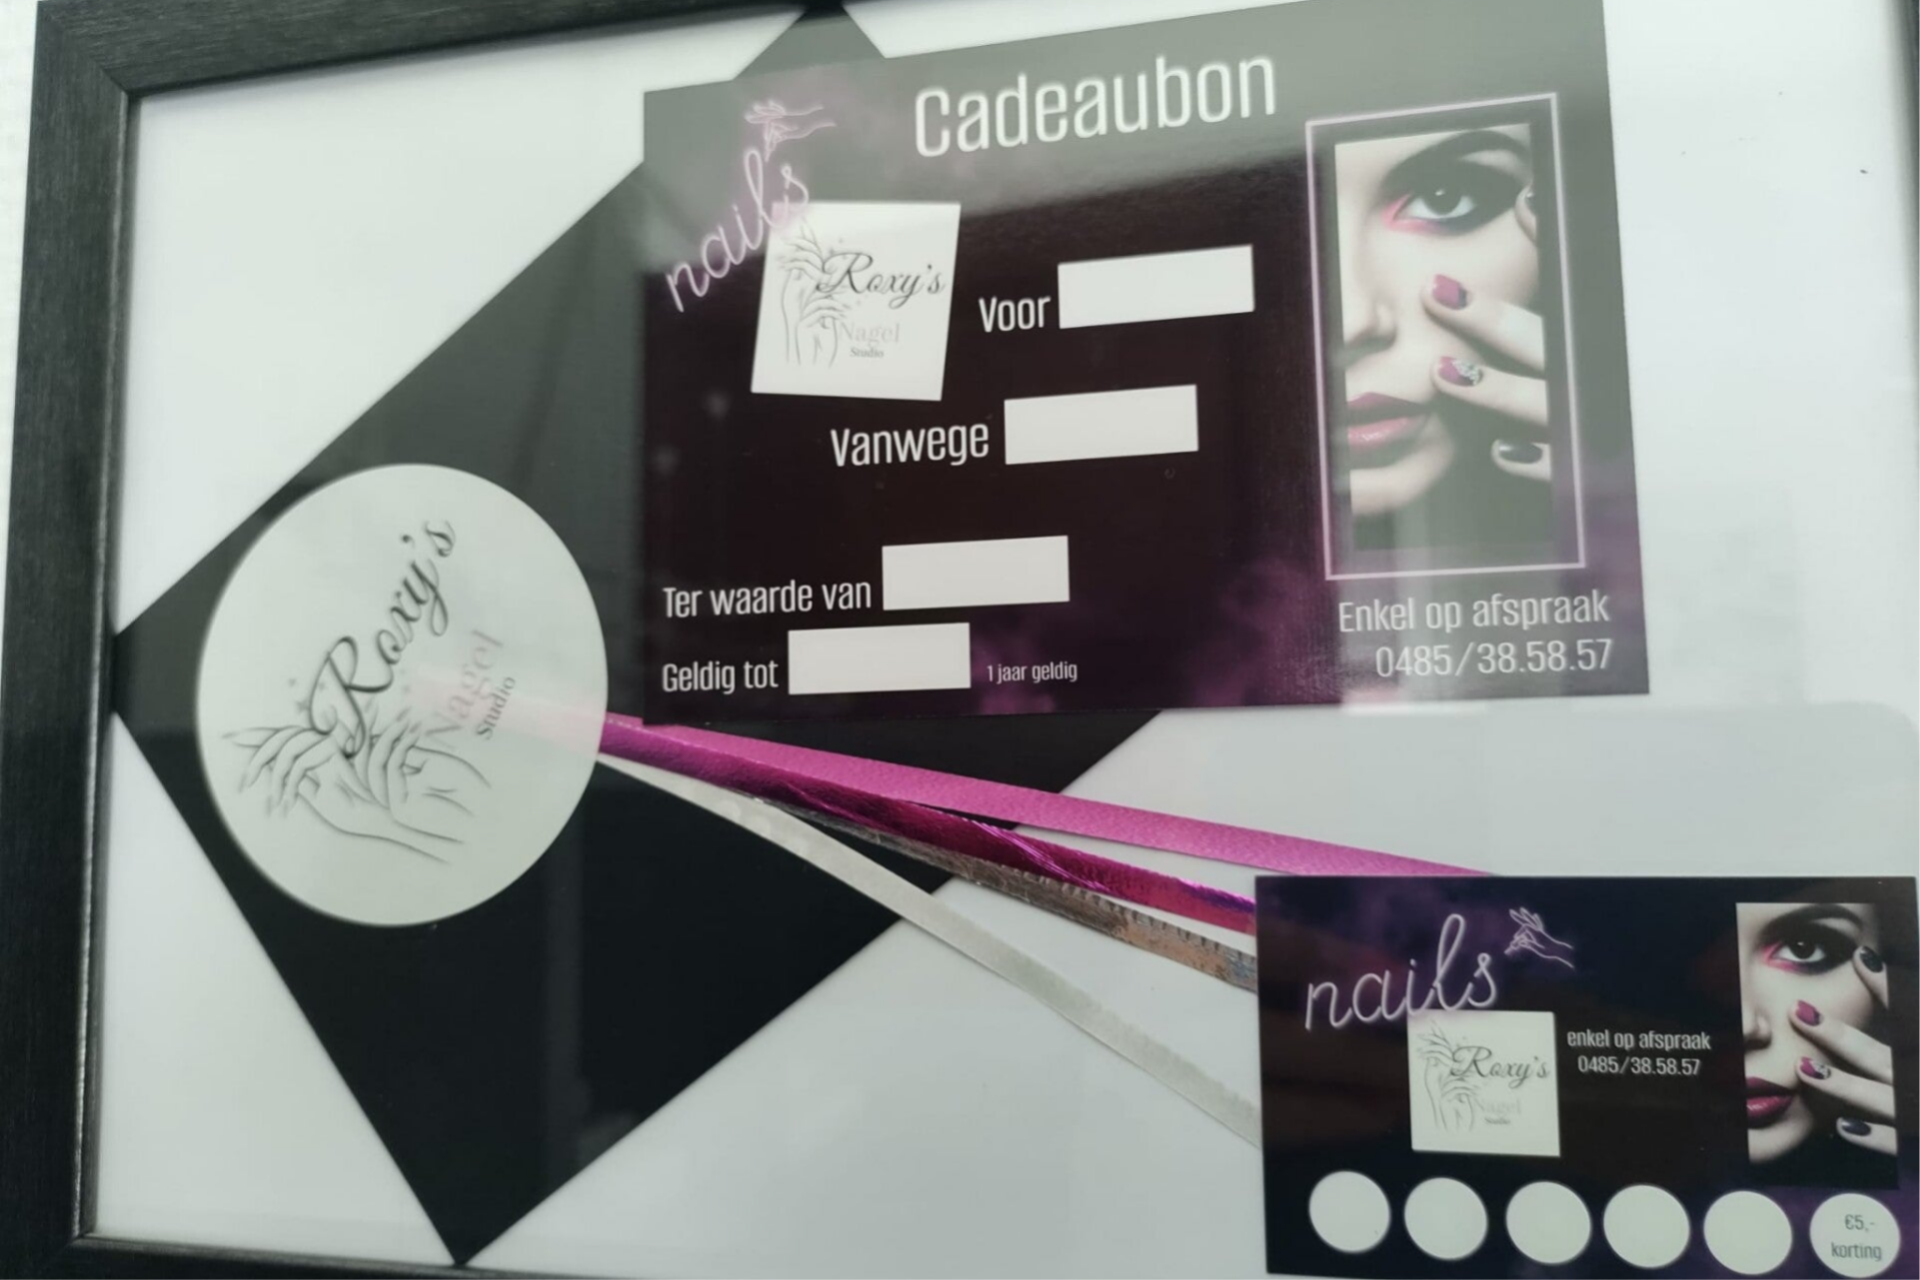 Cadeaubon
nails
Roxy's
Nagel
Studio
Voor
Vanwege
Ter waarde van
Geldig tot
1 jaar geldig
Enkel op afspraak
0485/38.58.57
Roxy's
Nagel
Studio
nails
Roxy's
Nagel
Studio
enkel op afspraak
0485/38.58.57
€5,-
korting